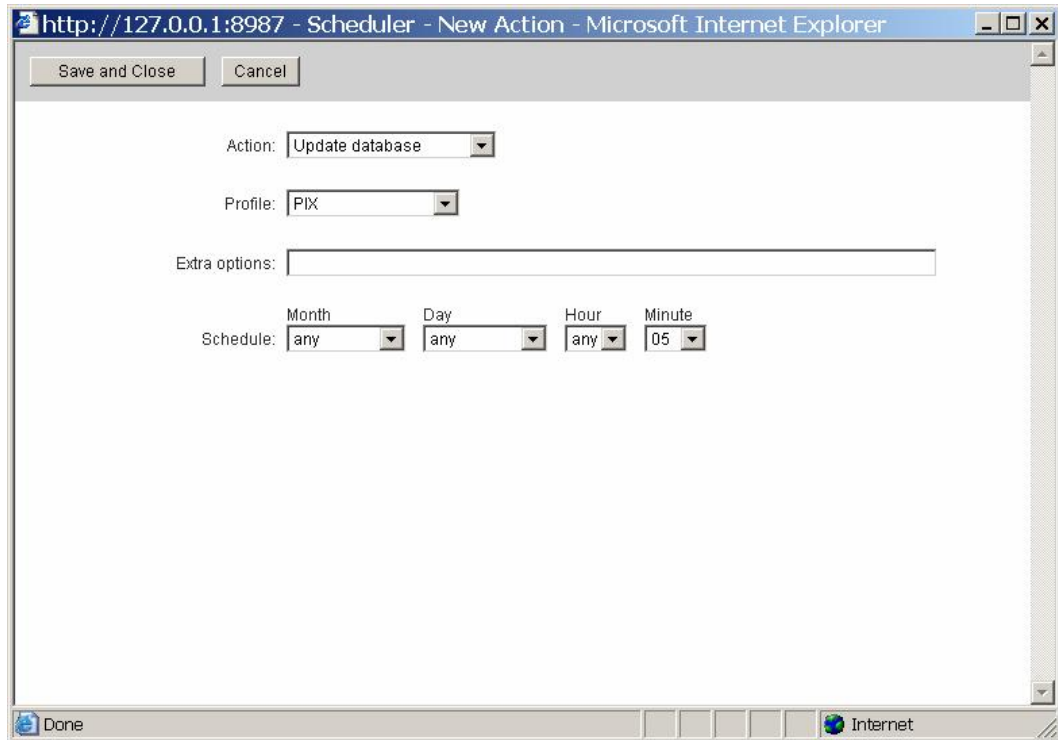 http://127.0.0.1:8987 - Scheduler - New Action - Microsoft Internet Explorer
Save and Close Cancel
Action: Update database
Profile: PIX
Extra options:
Month Day Hour Minute
Schedule: any any any 05
Done Internet